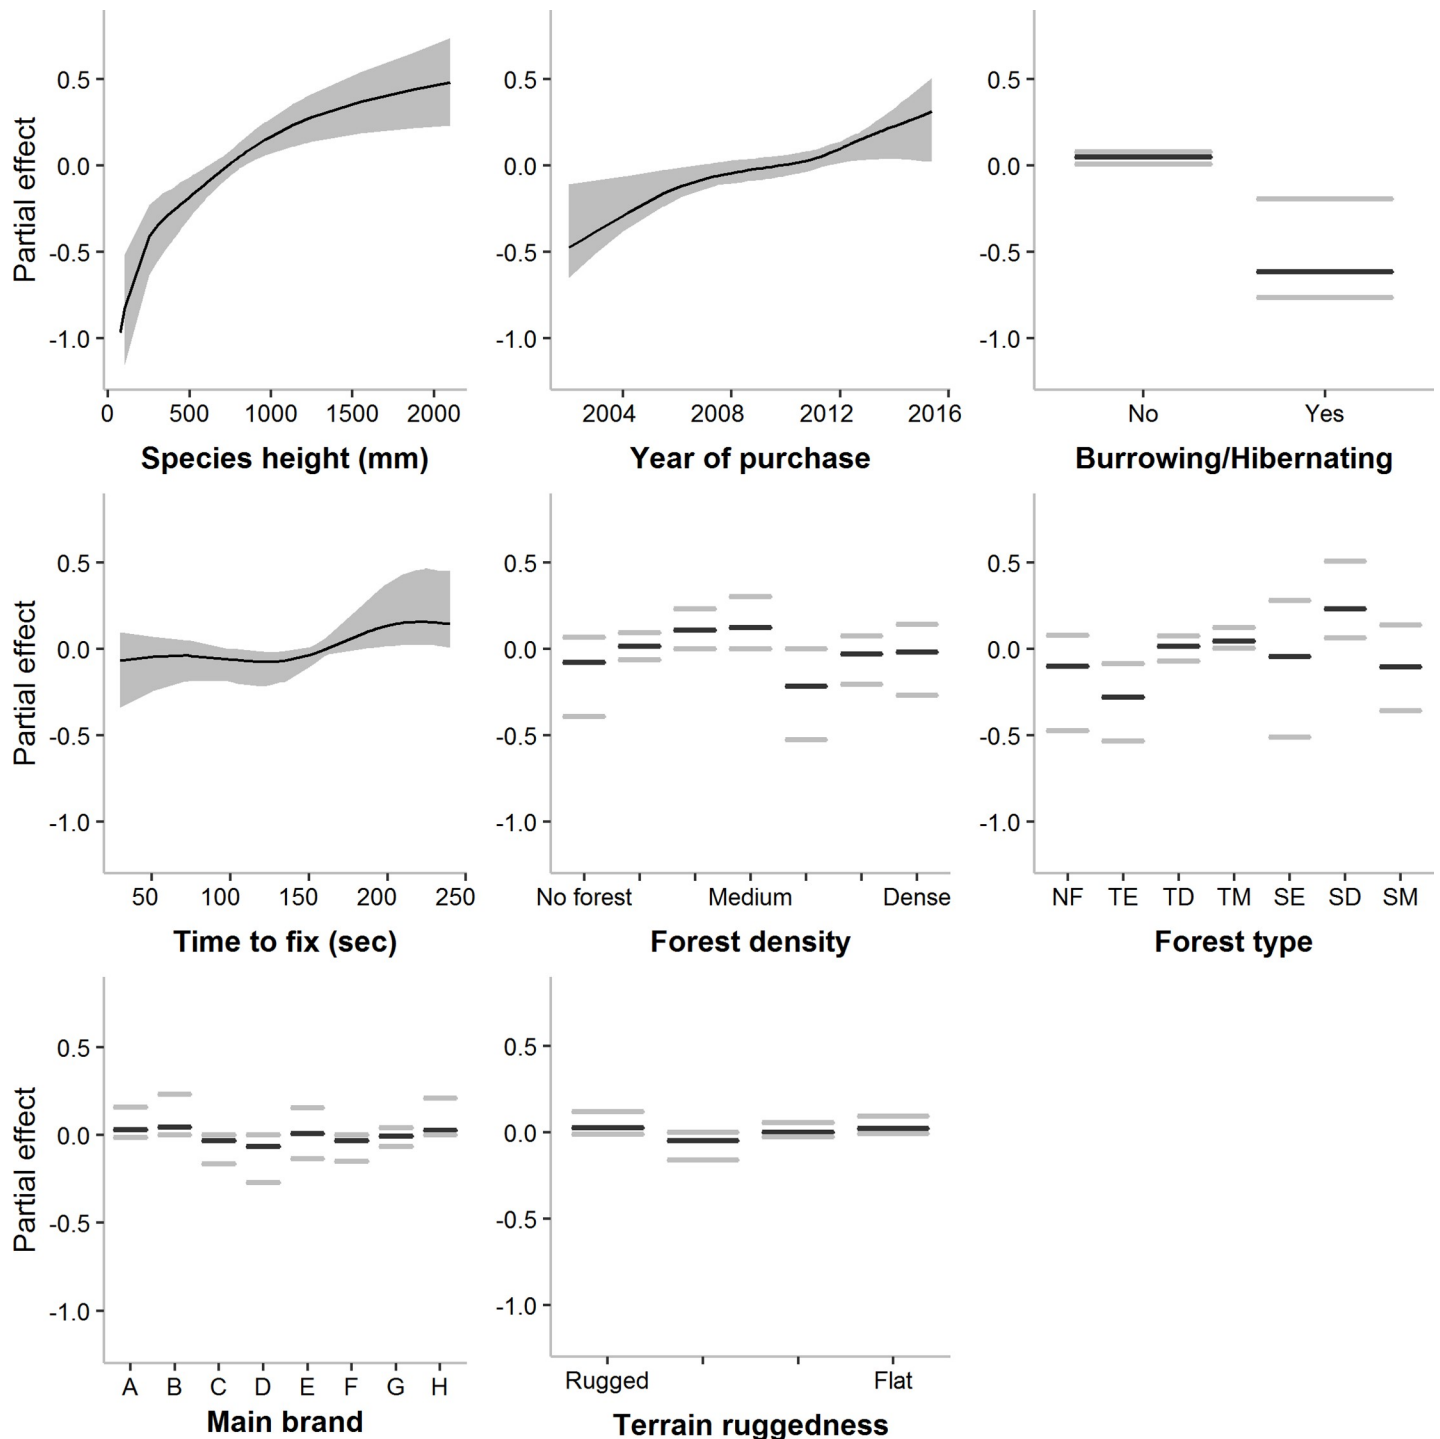 Partial effect
0.5
0.0
-0.5
-1.0
0 500 1000 1500 2000
Species height (mm)
0.5
0.0
-0.5
-1.0
2004 2008 2012 2016
Year of purchase
0.5
0.0
-0.5
-1.0
No Yes
Burrowing/Hibernating
Partial effect
0.5
0.0
-0.5
-1.0
50 100 150 200 250
Time to fix (sec)
0.5
0.0
-0.5
-1.0
No forest Medium Dense
Forest density
0.5
0.0
-0.5
-1.0
NF TE TD TM SE SD SM
Forest type
Partial effect
0.5
0.0
-0.5
-1.0
A B C D E F G H
Main brand
0.5
0.0
-0.5
-1.0
Rugged Flat
Terrain ruggedness